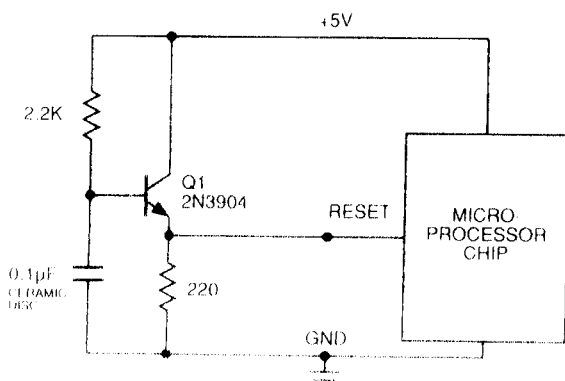 +5V
2.2K
Q1
2N3904
RESET
MICRO-
PROCESSOR
CHIP
0.1µF
CERAMIC
DISC
220
GND